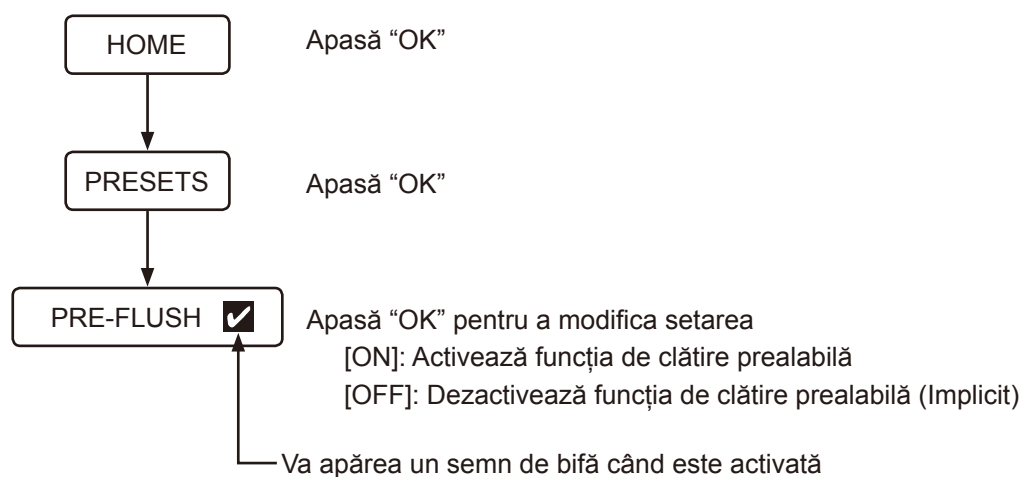 HOME Apasă “OK”
PRESETS Apasă “OK”
PRE-FLUSH ✔ Apasă “OK” pentru a modifica setarea
[ON]: Activează funcția de clătire prealabilă
[OFF]: Dezactivează funcția de clătire prealabilă (Implicit)
Va apărea un semn de bifă când este activată